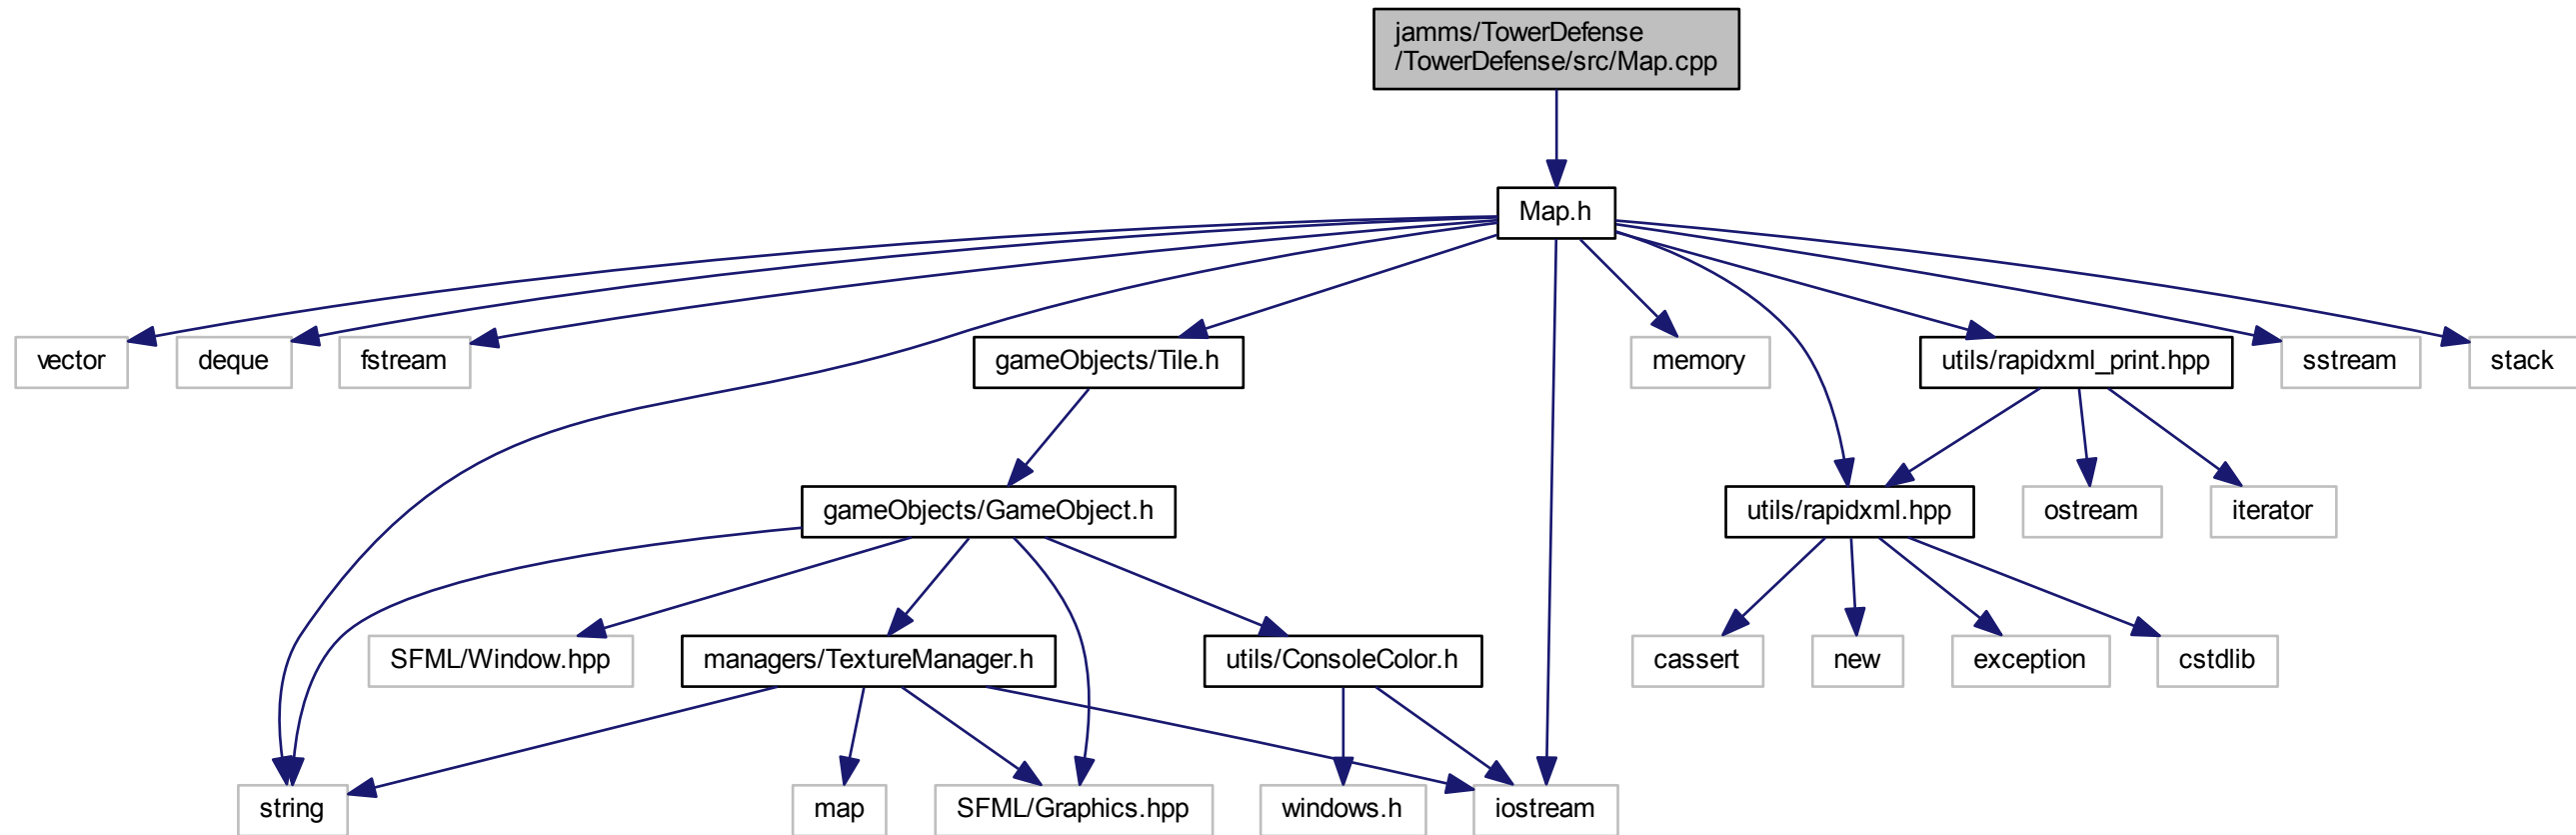 jamms/TowerDefense
/TowerDefense/src/Map.cpp
Map.h
vector
deque
fstream
gameObjects/Tile.h
memory
utils/rapidxml_print.hpp
sstream
stack
gameObjects/GameObject.h
utils/rapidxml.hpp
ostream
iterator
SFML/Window.hpp
managers/TextureManager.h
utils/ConsoleColor.h
cassert
new
exception
cstdlib
string
map
SFML/Graphics.hpp
windows.h
iostream